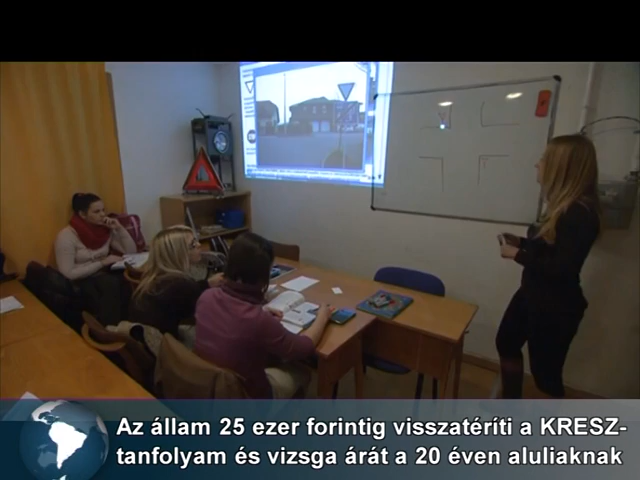 Az állam 25 ezer forintig visszatéríti a KRESZ-
tanfolyam és vizsga árát a 20 éven aluliaknak